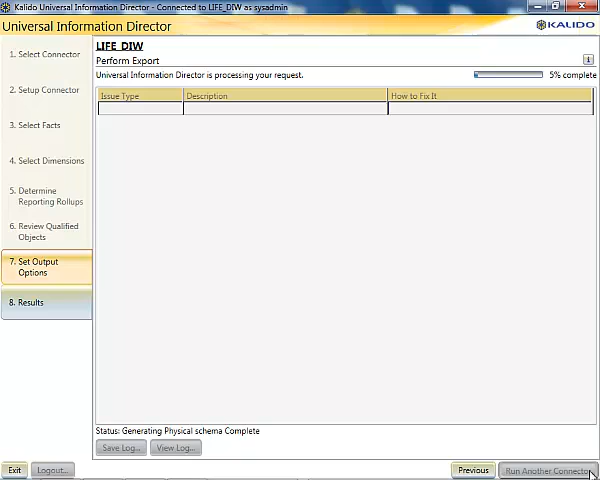 Kalido Universal Information Director - Connected to LIFE_DIW as sysadmin
Universal Information Director
KALIDO
1. Select Connector
2. Setup Connector
3. Select Facts
4. Select Dimensions
5. Determine
Reporting Rollups
6. Review Qualified
Objects
7. Set Output
Options
8. Results
LIFE_DIW
Perform Export
Universal Information Director is processing your request.
5% complete
Issue Type
Description
How to Fix It
Status: Generating Physical schema Complete
Save Log...
View Log...
Exit
Logout...
Previous
Run Another Connector